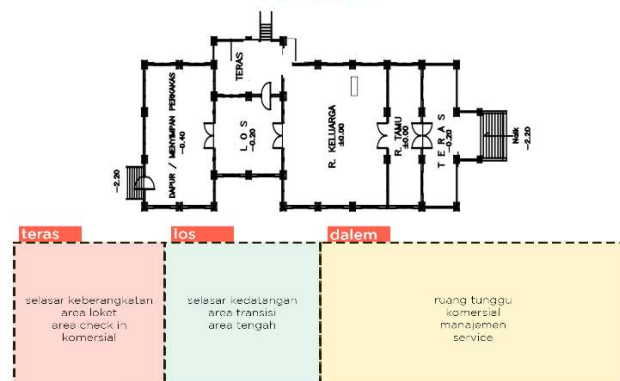 TERAS
DAPUR / MENYIMPAN PERKAKAS
-0.40
LOS
-0.20
R. KELUARGA
±0.00
R. TAMU
±0.00
TERAS
-0.20
Naik
-2.20
-2.20
teras
los
dalem
selasar keberangkatan
area loket
area check in
komersial
selasar kedatangan
area transisi
area tengah
ruang tunggu
komersial
manajemen
service